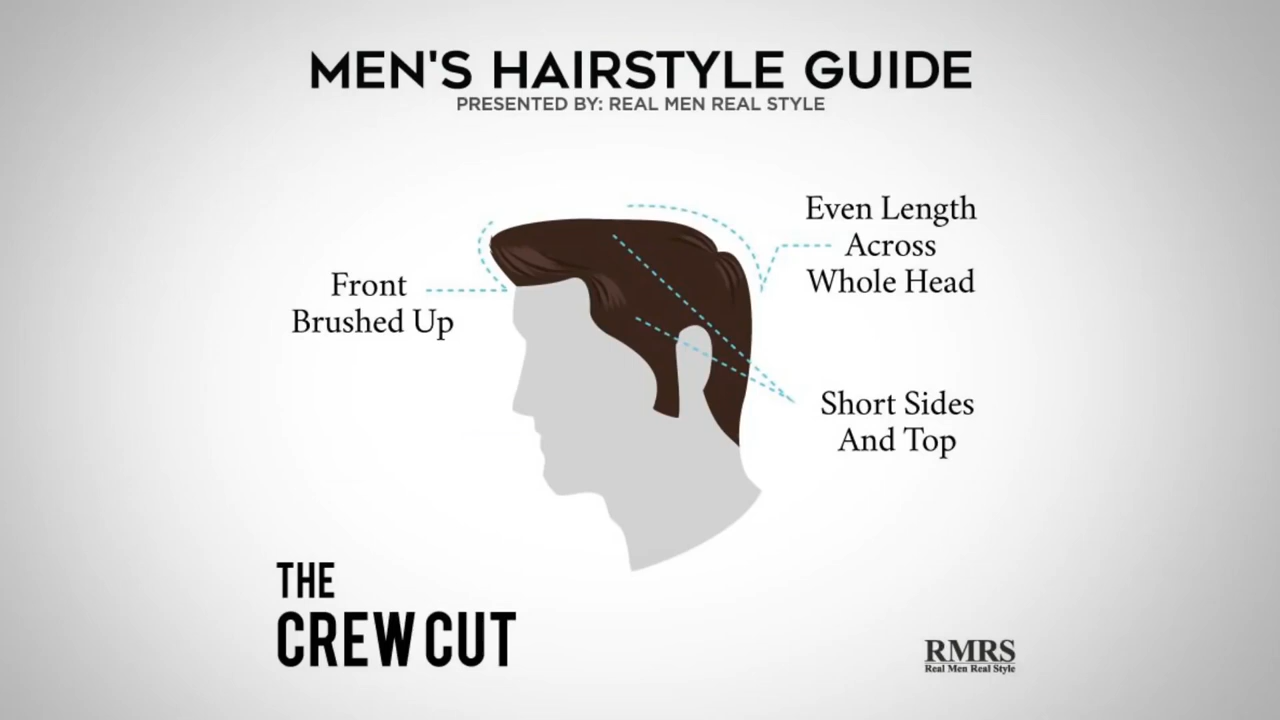 MEN'S HAIRSTYLE GUIDE
PRESENTED BY: REAL MEN REAL STYLE
Even Length
Across
Whole Head
Front
Brushed Up
Short Sides
And Top
THE
CREW CUT
RMRS
Real Men Real Style